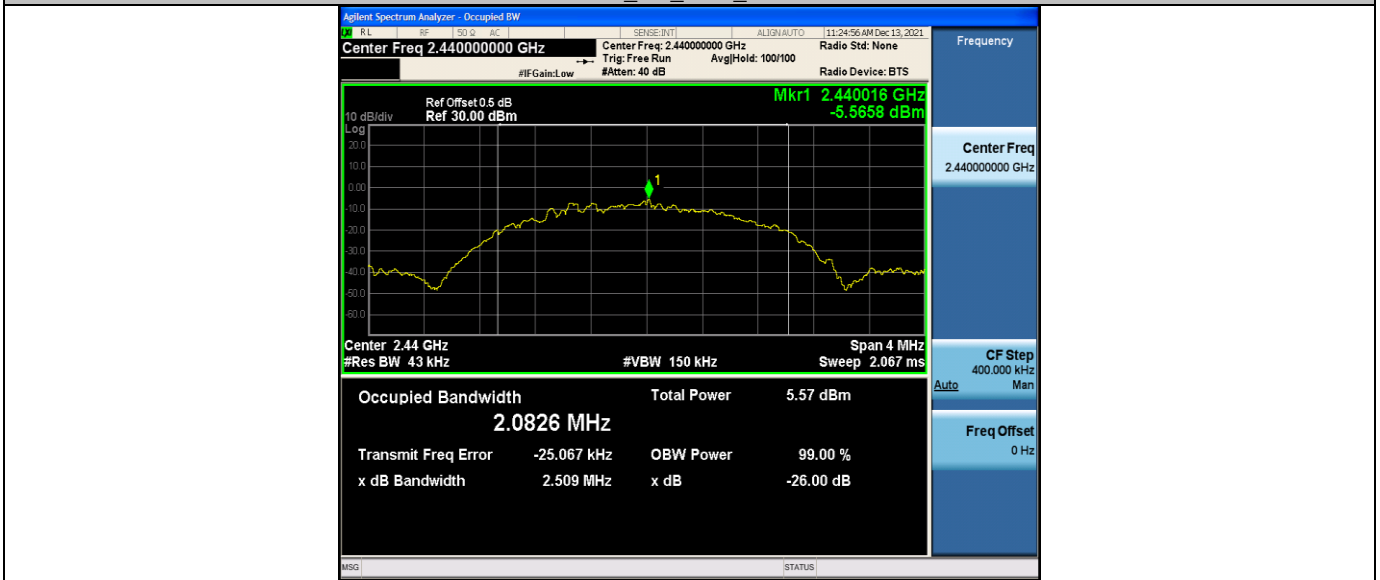 Agilent Spectrum Analyzer - Occupied BW
RL RF 50 Ω AC SENSE:INT ALIGNAUTO 11:24:56 AM Dec 13, 2021
Center Freq 2.440000000 GHz
Center Freq: 2.440000000 GHz
Radio Std: None
Trig: Free Run Avg|Hold: 100/100
#IFGain:Low
#Atten: 40 dB
Radio Device: BTS
Ref Offset 0.5 dB
10 dB/div Ref 30.00 dBm
Mkr1 2.440016 GHz
-5.5658 dBm
Log
20.0
10.0
0.00
-10.0
-20.0
-30.0
-40.0
-50.0
-60.0
1
Center 2.44 GHz
Span 4 MHz
#Res BW 43 kHz
#VBW 150 kHz
Sweep 2.067 ms
Occupied Bandwidth
Total Power 5.57 dBm
2.0826 MHz
Transmit Freq Error -25.067 kHz
OBW Power 99.00 %
x dB Bandwidth 2.509 MHz
x dB -26.00 dB
Frequency
Center Freq
2.440000000 GHz
CF Step
400.000 kHz
Auto Man
Freq Offset
0 Hz
MSG
STATUS